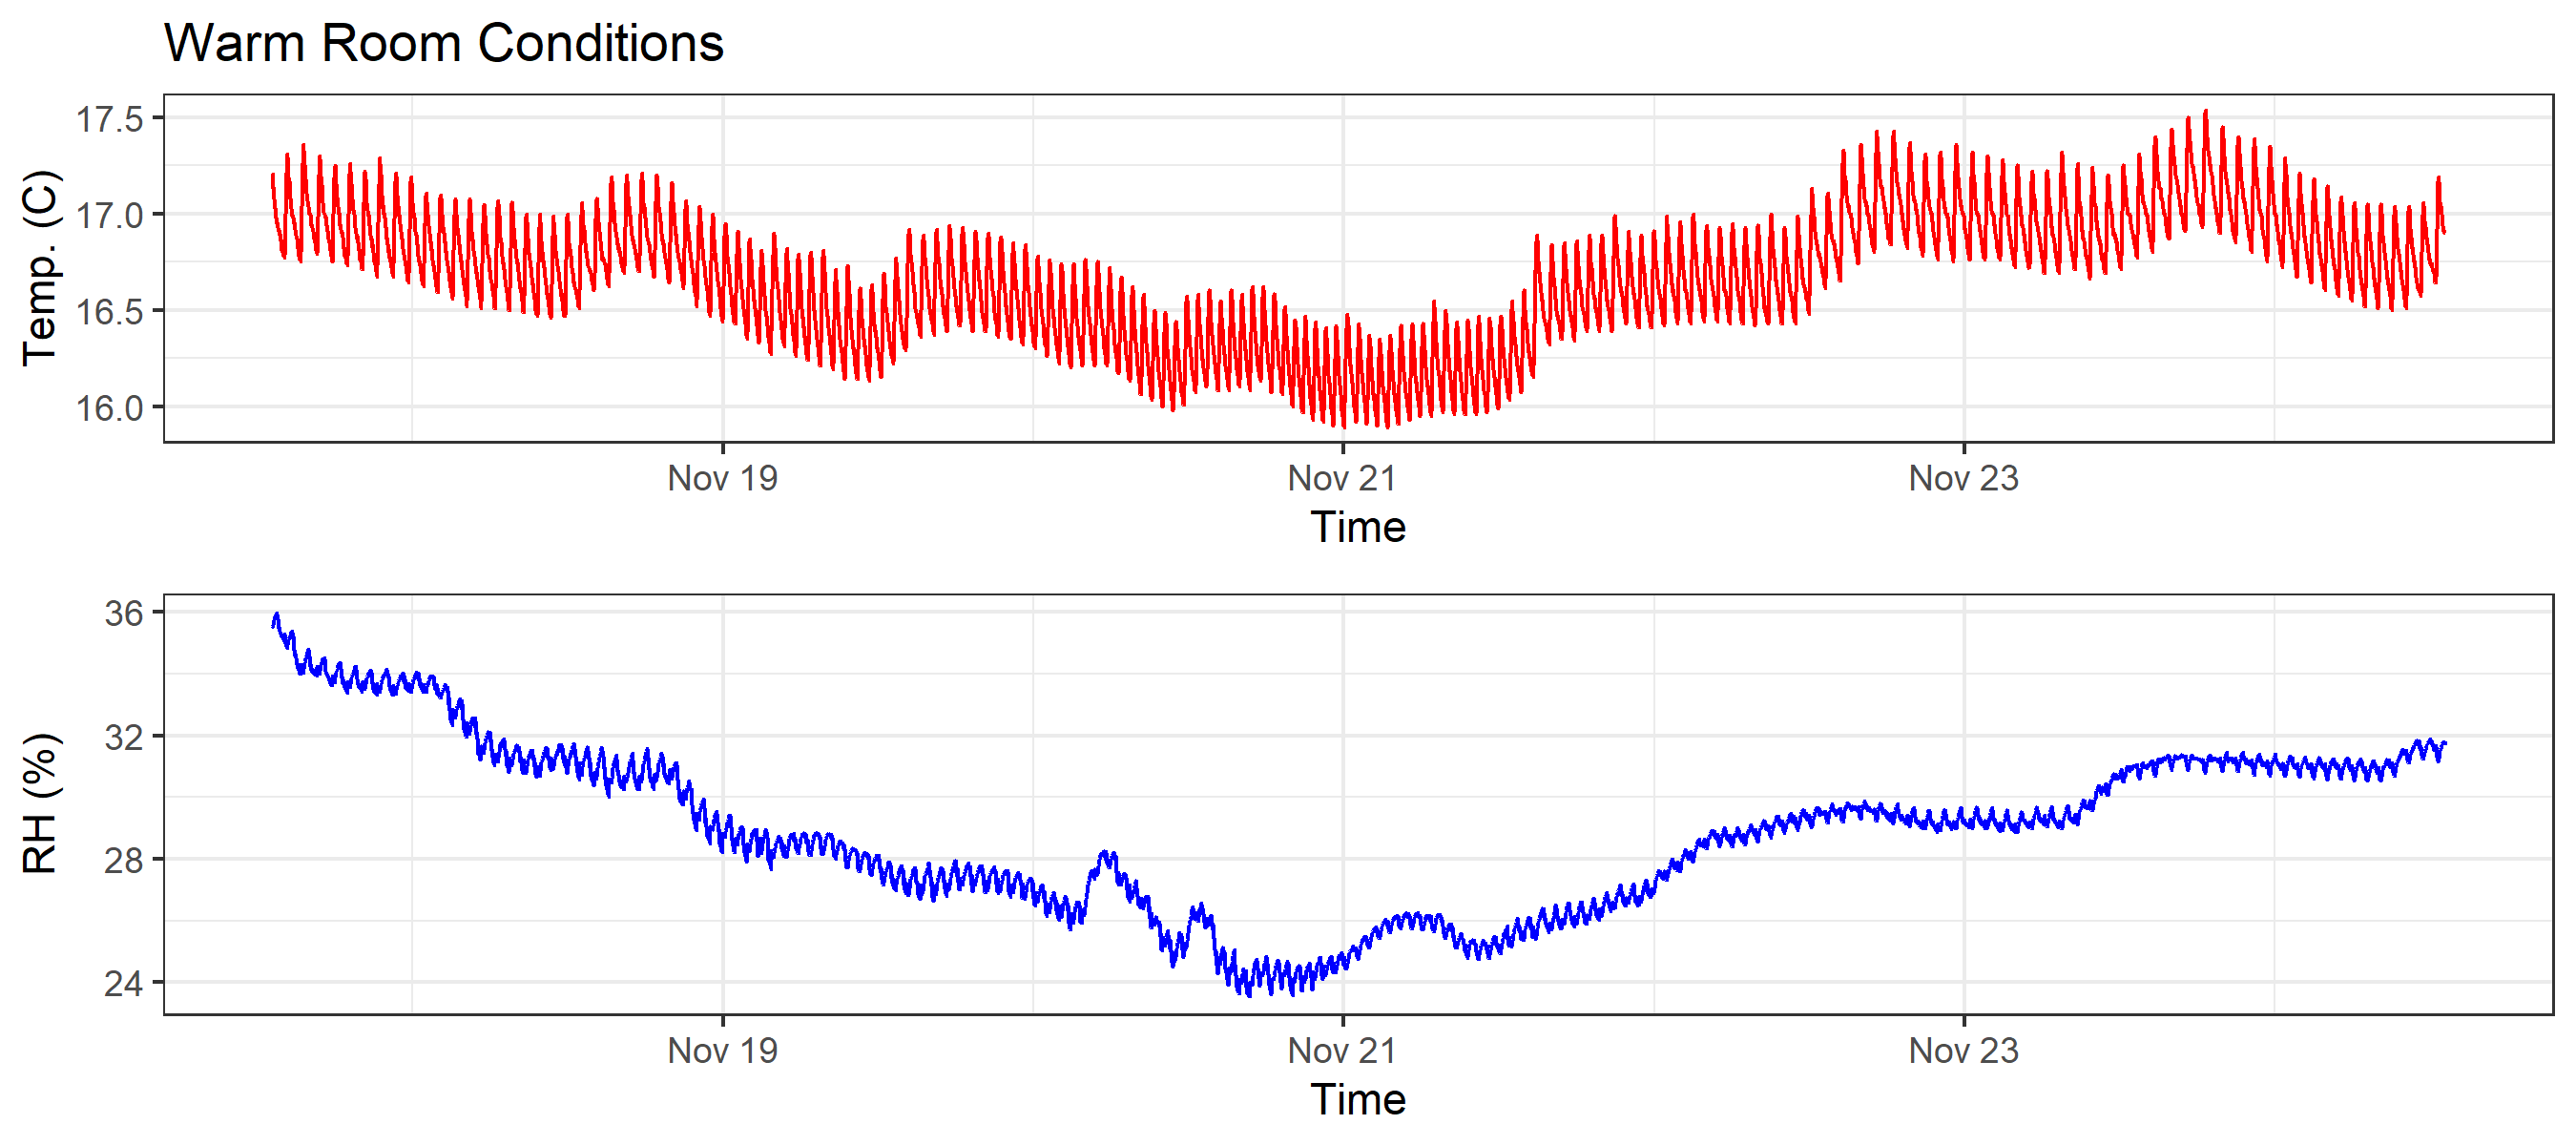 Warm Room Conditions
17.5
17.0
16.5
16.0
Temp. (C)
Nov 19 Nov 21 Nov 23
Time
36
32
28
24
RH (%)
Nov 19 Nov 21 Nov 23
Time